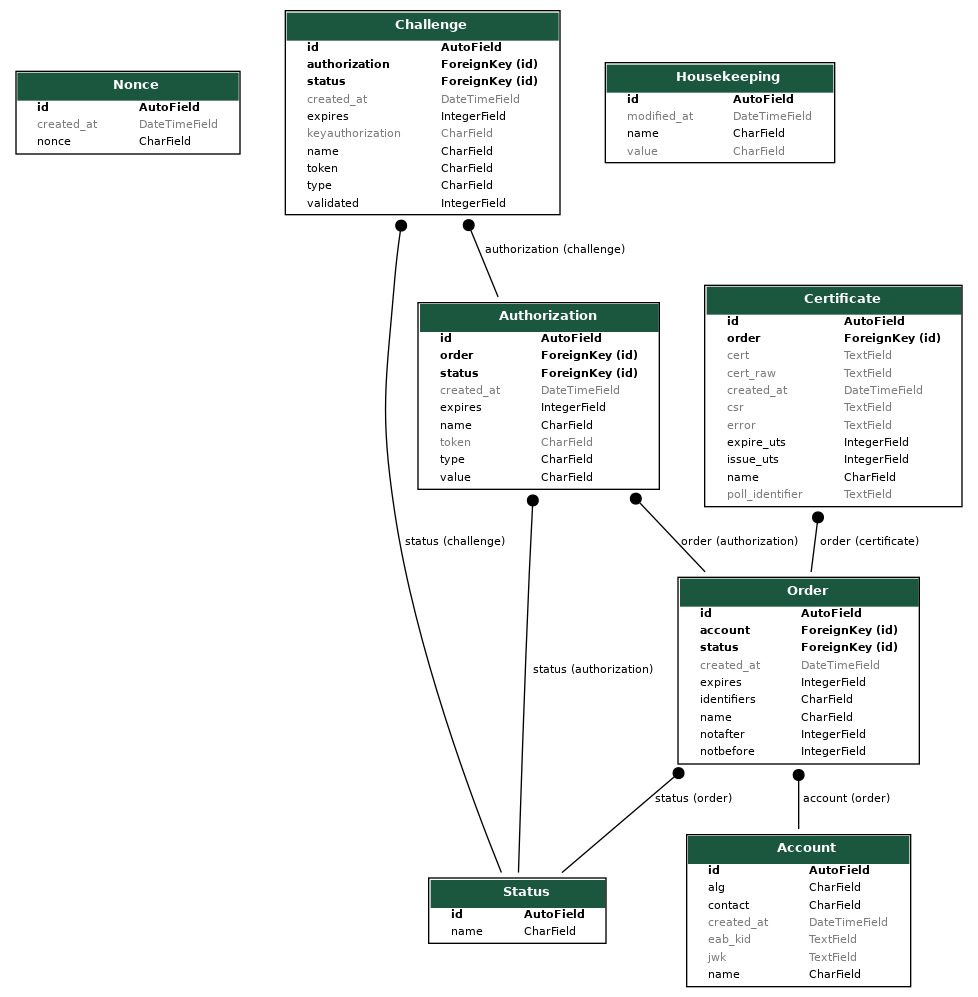 Challenge
id AutoField
authorization ForeignKey (id)
status ForeignKey (id)
created_at DateTimeField
expires IntegerField
keyauthorization CharField
name CharField
token CharField
type CharField
validated IntegerField
Nonce
id AutoField
created_at DateTimeField
nonce CharField
Housekeeping
id AutoField
modified_at DateTimeField
name CharField
value CharField
authorization (challenge)
Authorization
id AutoField
order ForeignKey (id)
status ForeignKey (id)
created_at DateTimeField
expires IntegerField
name CharField
token CharField
type CharField
value CharField
Certificate
id AutoField
order ForeignKey (id)
cert TextField
cert_raw TextField
created_at DateTimeField
csr TextField
error TextField
expire_uts IntegerField
issue_uts IntegerField
name CharField
poll_identifier TextField
status (challenge)
order (authorization)
order (certificate)
Order
id AutoField
account ForeignKey (id)
status ForeignKey (id)
created_at DateTimeField
expires IntegerField
identifiers CharField
name CharField
notafter IntegerField
notbefore IntegerField
status (authorization)
status (order)
account (order)
Status
id AutoField
name CharField
Account
id AutoField
alg CharField
contact CharField
created_at DateTimeField
eab_kid TextField
jwk TextField
name CharField